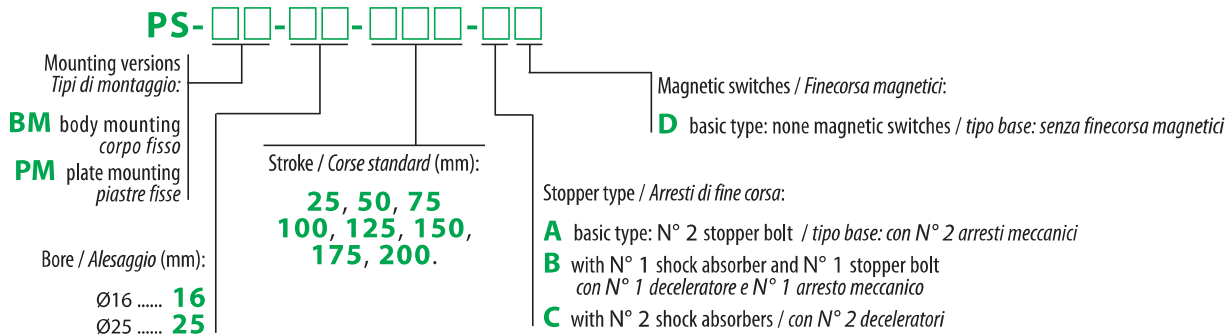 PS-□□-□□-□□□-□□
Mounting versions
Tipi di montaggio:
BM body mounting
corpo fisso
PM plate mounting
piastre fisse
Bore / Alesaggio (mm):
Ø16 ...... 16
Ø25 ...... 25
Stroke / Corse standard (mm):
25, 50, 75
100, 125, 150,
175, 200.
Magnetic switches / Finecorsa magnetici:
D basic type: none magnetic switches / tipo base: senza finecorsa magnetici
Stopper type / Arresti di fine corsa:
A basic type: N° 2 stopper bolt / tipo base: con N° 2 arresti meccanici
B with N° 1 shock absorber and N° 1 stopper bolt
con N° 1 deceleratore e N° 1 arresto meccanico
C with N° 2 shock absorbers / con N° 2 deceleratori